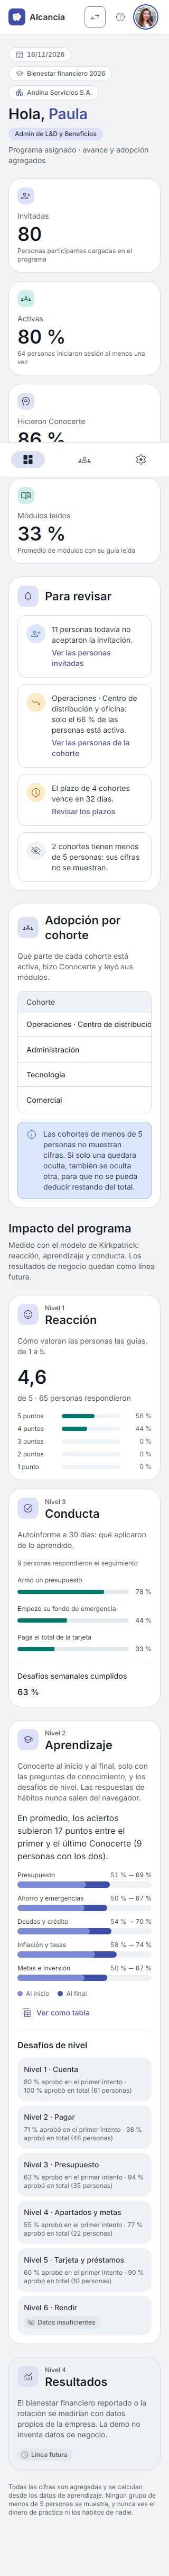 Alcancía
16/11/2026
Bienestar financiero 2026
Andina Servicios S.A.
Hola, Paula
Admin de L&D y Beneficios
Programa asignado · avance y adopción
agregados
Invitadas
80
Personas participantes cargadas en el
programa
Activas
80 %
64 personas iniciaron sesión al menos una
vez
Hicieron Conocerte
86 %
Módulos leídos
33 %
Promedio de módulos con su guía leída
Para revisar
11 personas todavía no
aceptaron la invitación.
Ver las personas
invitadas
Operaciones · Centro de
distribución y oficina:
solo el 66 % de las
personas está activa.
Ver las personas de la
cohorte
El plazo de 4 cohortes
vence en 32 días.
Revisar los plazos
2 cohortes tienen menos
de 5 personas: sus cifras
no se muestran.
Adopción por
cohorte
Qué parte de cada cohorte está
activa, hizo Conocerte y leyó sus
módulos.
Cohorte
Operaciones · Centro de distribució
Administración
Tecnología
Comercial
Las cohortes de menos de 5
personas no muestran
cifras. Si solo una quedara
oculta, también se oculta
otra, para que no se pueda
deducir restando del total.
Impacto del programa
Medido con el modelo de Kirkpatrick:
reacción, aprendizaje y conducta. Los
resultados de negocio quedan como línea
futura.
Nivel 1
Reacción
Cómo valoran las personas las guías,
de 1 a 5.
4,6
de 5 · 65 personas respondieron
5 puntos 56 %
4 puntos 44 %
3 puntos 0 %
2 puntos 0 %
1 punto 0 %
Nivel 3
Conducta
Autoinforme a 30 días: qué aplicaron
de lo aprendido.
9 personas respondieron el seguimiento
Armó un presupuesto
78 %
Empezó su fondo de emergencia
44 %
Paga el total de la tarjeta
33 %
Desafíos semanales cumplidos
63 %
Nivel 2
Aprendizaje
Conocerte al inicio y al final, solo con
las preguntas de conocimiento, y los
desafíos de nivel. Las respuestas de
hábitos nunca salen del navegador.
En promedio, los aciertos
subieron 17 puntos entre el
primer y el último Conocerte (9
personas con los dos).
Presupuesto 51 % → 69 %
Ahorro y emergencias 50 % → 67 %
Deudas y crédito 54 % → 70 %
Inflación y tasas 58 % → 74 %
Metas e inversión 50 % → 67 %
Al inicio Al final
Ver como tabla
Desafíos de nivel
Nivel 1 · Cuenta
80 % aprobó en el primer intento ·
100 % aprobó en total (61 personas)
Nivel 2 · Pagar
71 % aprobó en el primer intento · 98 %
aprobó en total (48 personas)
Nivel 3 · Presupuesto
63 % aprobó en el primer intento · 94 %
aprobó en total (35 personas)
Nivel 4 · Apartados y metas
55 % aprobó en el primer intento · 77 %
aprobó en total (22 personas)
Nivel 5 · Tarjeta y préstamos
60 % aprobó en el primer intento · 90 %
aprobó en total (10 personas)
Nivel 6 · Rendir
Datos insuficientes
Nivel 4
Resultados
El bienestar financiero reportado o la
rotación se medirían con datos
propios de la empresa. La demo no
inventa datos de negocio.
Línea futura
Todas las cifras son agregadas y se calculan
desde los datos de aprendizaje. Ningún grupo de
menos de 5 personas se muestra, y nunca ves el
dinero de práctica ni los hábitos de nadie.